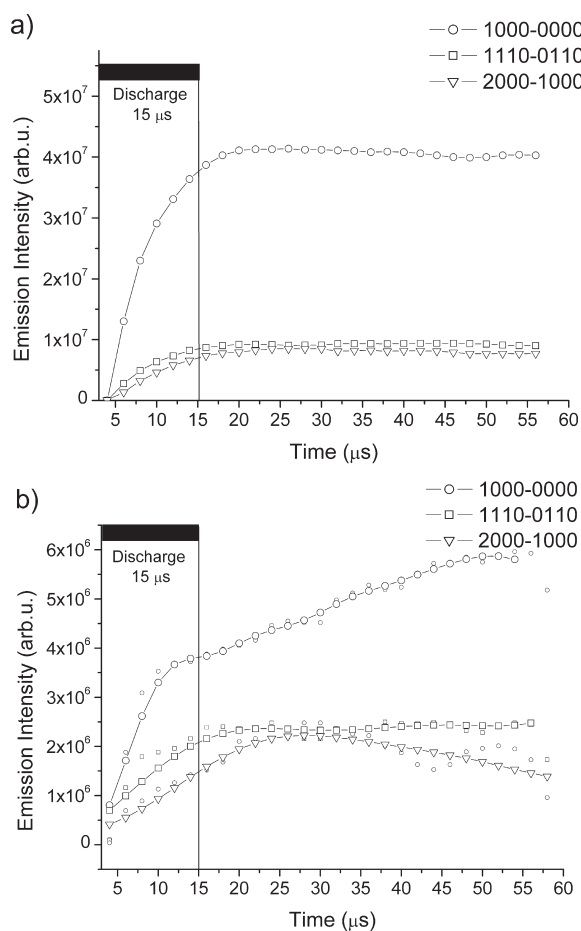 a)
1000-0000
1110-0110
2000-1000
Discharge
15 μs
5x10⁷
4x10⁷
3x10⁷
2x10⁷
1x10⁷
0
Emission Intensity (arb.u.)
5 10 15 20 25 30 35 40 45 50 55 60
Time (μs)
b)
1000-0000
1110-0110
2000-1000
Discharge
15 μs
6x10⁶
5x10⁶
4x10⁶
3x10⁶
2x10⁶
1x10⁶
0
Emission Intensity (arb.u.)
5 10 15 20 25 30 35 40 45 50 55 60
Time (μs)